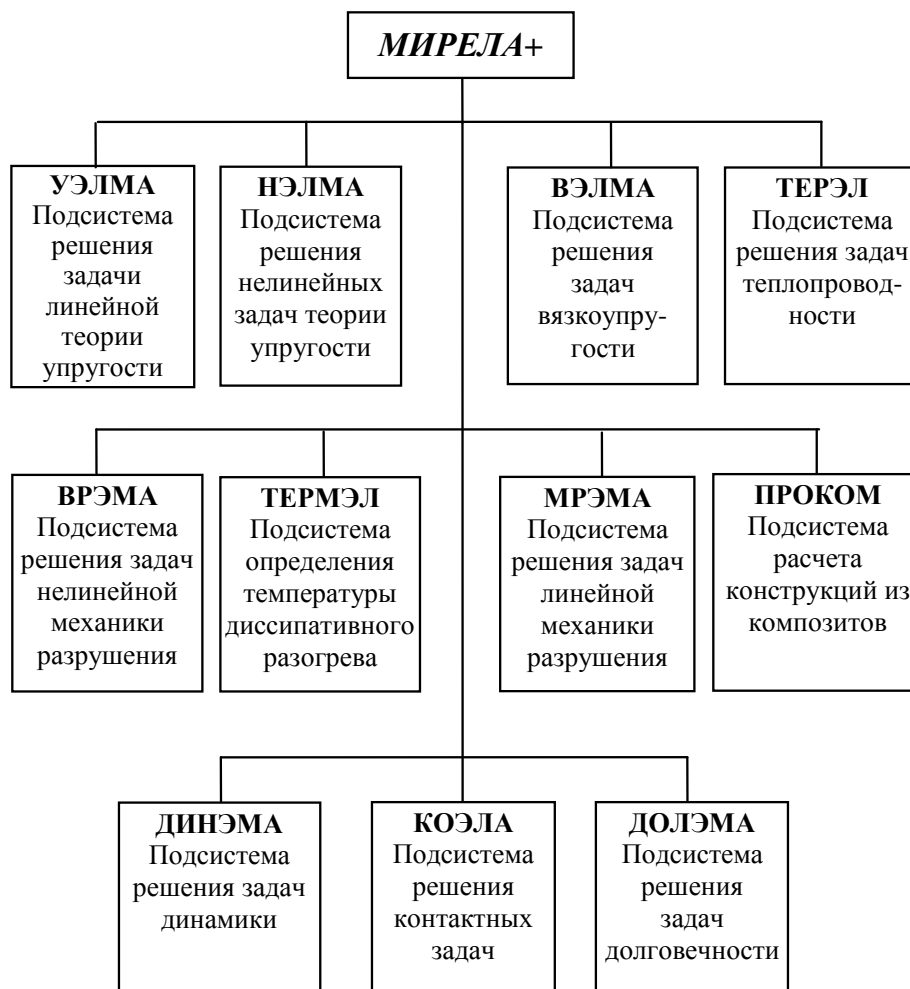 МИРЕЛА+
УЭЛМА
Подсистема
решения
задачи
линейной
теории
упругости
НЭЛМА
Подсистема
решения
нелинейных
задач теории
упругости
ВЭЛМА
Подсистема
решения
задач
вязкоупру-
гости
ТЕРЭЛ
Подсистема
решения задач
теплопровод-
ности
ВРЭМА
Подсистема
решения задач
нелинейной
механики
разрушения
ТЕРМЭЛ
Подсистема
определения
температуры
диссипативного
разогрева
МРЭМА
Подсистема
решения задач
линейной
механики
разрушения
ПРОКОМ
Подсистема
расчета
конструкций из
композитов
ДИНЭМА
Подсистема
решения задач
динамики
КОЭЛА
Подсистема
решения
контактных
задач
ДОЛЭМА
Подсистема
решения
задач
долговечности